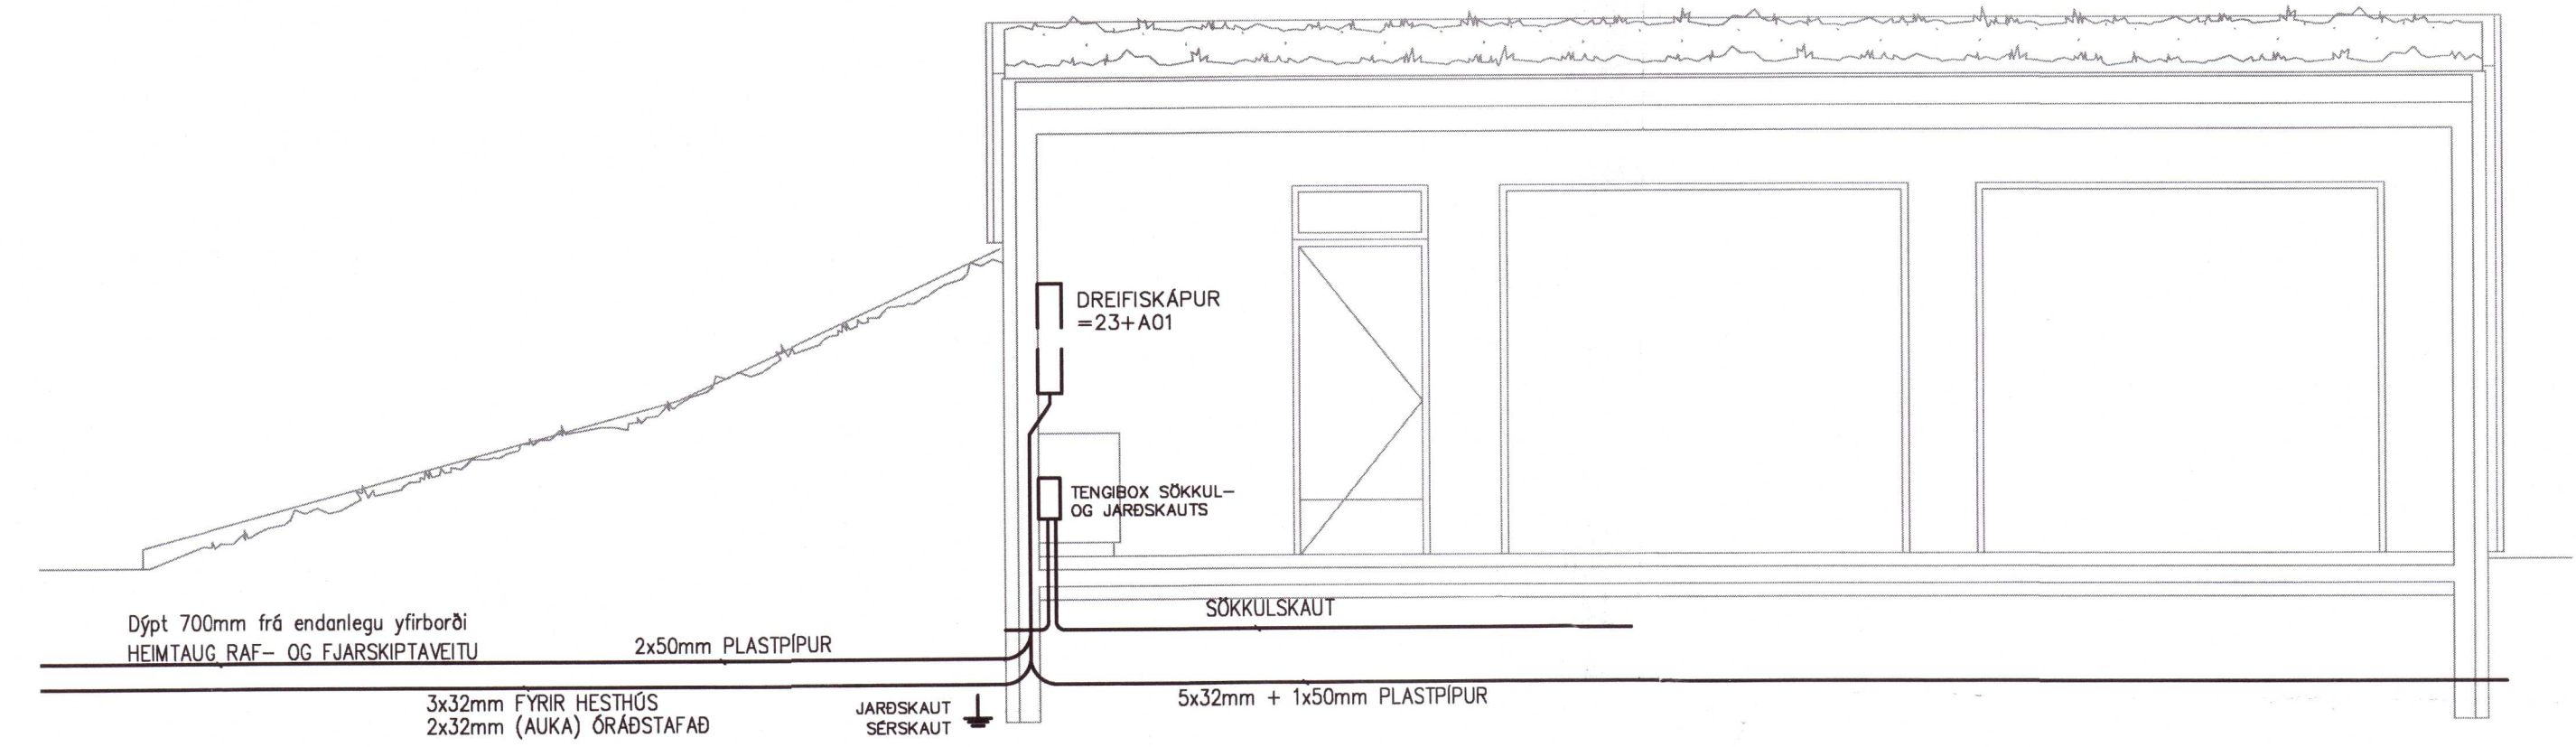 DREIFISKÁPUR
=23+A01
TENGIBOX SÖKKUL-
OG JARÐSKAUTS
SÖKKULSKAUT
Dýpt 700mm frá endanlegu yfirborði
HEIMTAUG RAF- OG FJARSKIPTAVEITU
2x50mm PLASTPÍPUR
3x32mm FYRIR HESTHÚS
2x32mm (AUKA) ÓRÁÐSTAFAÐ
JARÐSKAUT
SÉRSKAUT
5x32mm + 1x50mm PLASTPÍPUR